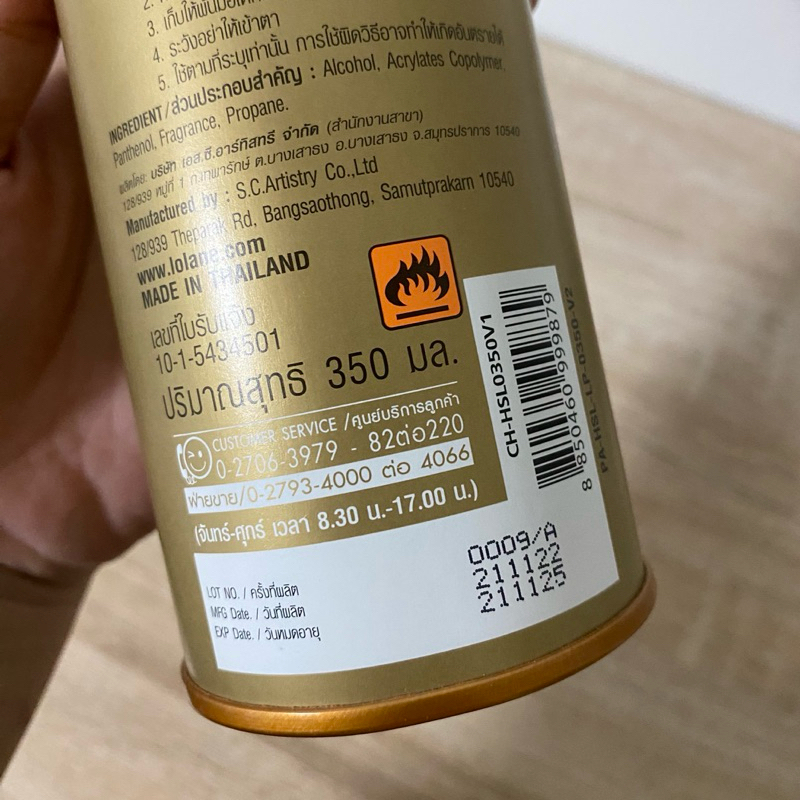 3. เก็บให้พ้นมือเด็ก
4. ระวังอย่าให้เข้าตา
5. ใช้ตามที่ระบุเท่านั้น การใช้ผิดวิธีอาจทำให้เกิดอันตรายได้
INGREDIENT/ส่วนประกอบสำคัญ : Alcohol, Acrylates Copolymer,
Panthenol, Fragrance, Propane.
ผลิตโดย: บริษัท เอส.ซี.อาร์ทิสทรี จำกัด (สำนักงานสาขา)
128/939 หมู่ที่ 1 ถ.เทพารักษ์ ต.บางเสาธง อ.บางเสาธง จ.สมุทรปราการ 10540
Manufactured by : S.C.Artistry Co.,Ltd
128/939 Theparak Rd, Bangsaothong, Samutprakarn 10540
www.lolane.com
MADE IN THAILAND
เลขที่ใบรับแจ้ง
10-1-5434501
ปริมาณสุทธิ 350 มล.
CUSTOMER SERVICE /ศูนย์บริการลูกค้า
0-2706-3979 - 82ต่อ220
ฝ่ายขาย/0-2793-4000 ต่อ 4066
(จันทร์-ศุกร์ เวลา 8.30 น.-17.00 น.)
CH-HSL0350V1
8 850460 999879
PA-HSL-LP-0350-V2
LOT NO. / ครั้งที่ผลิต 0009/A
MFG Date. / วันที่ผลิต 211122
EXP Date. / วันหมดอายุ 211125